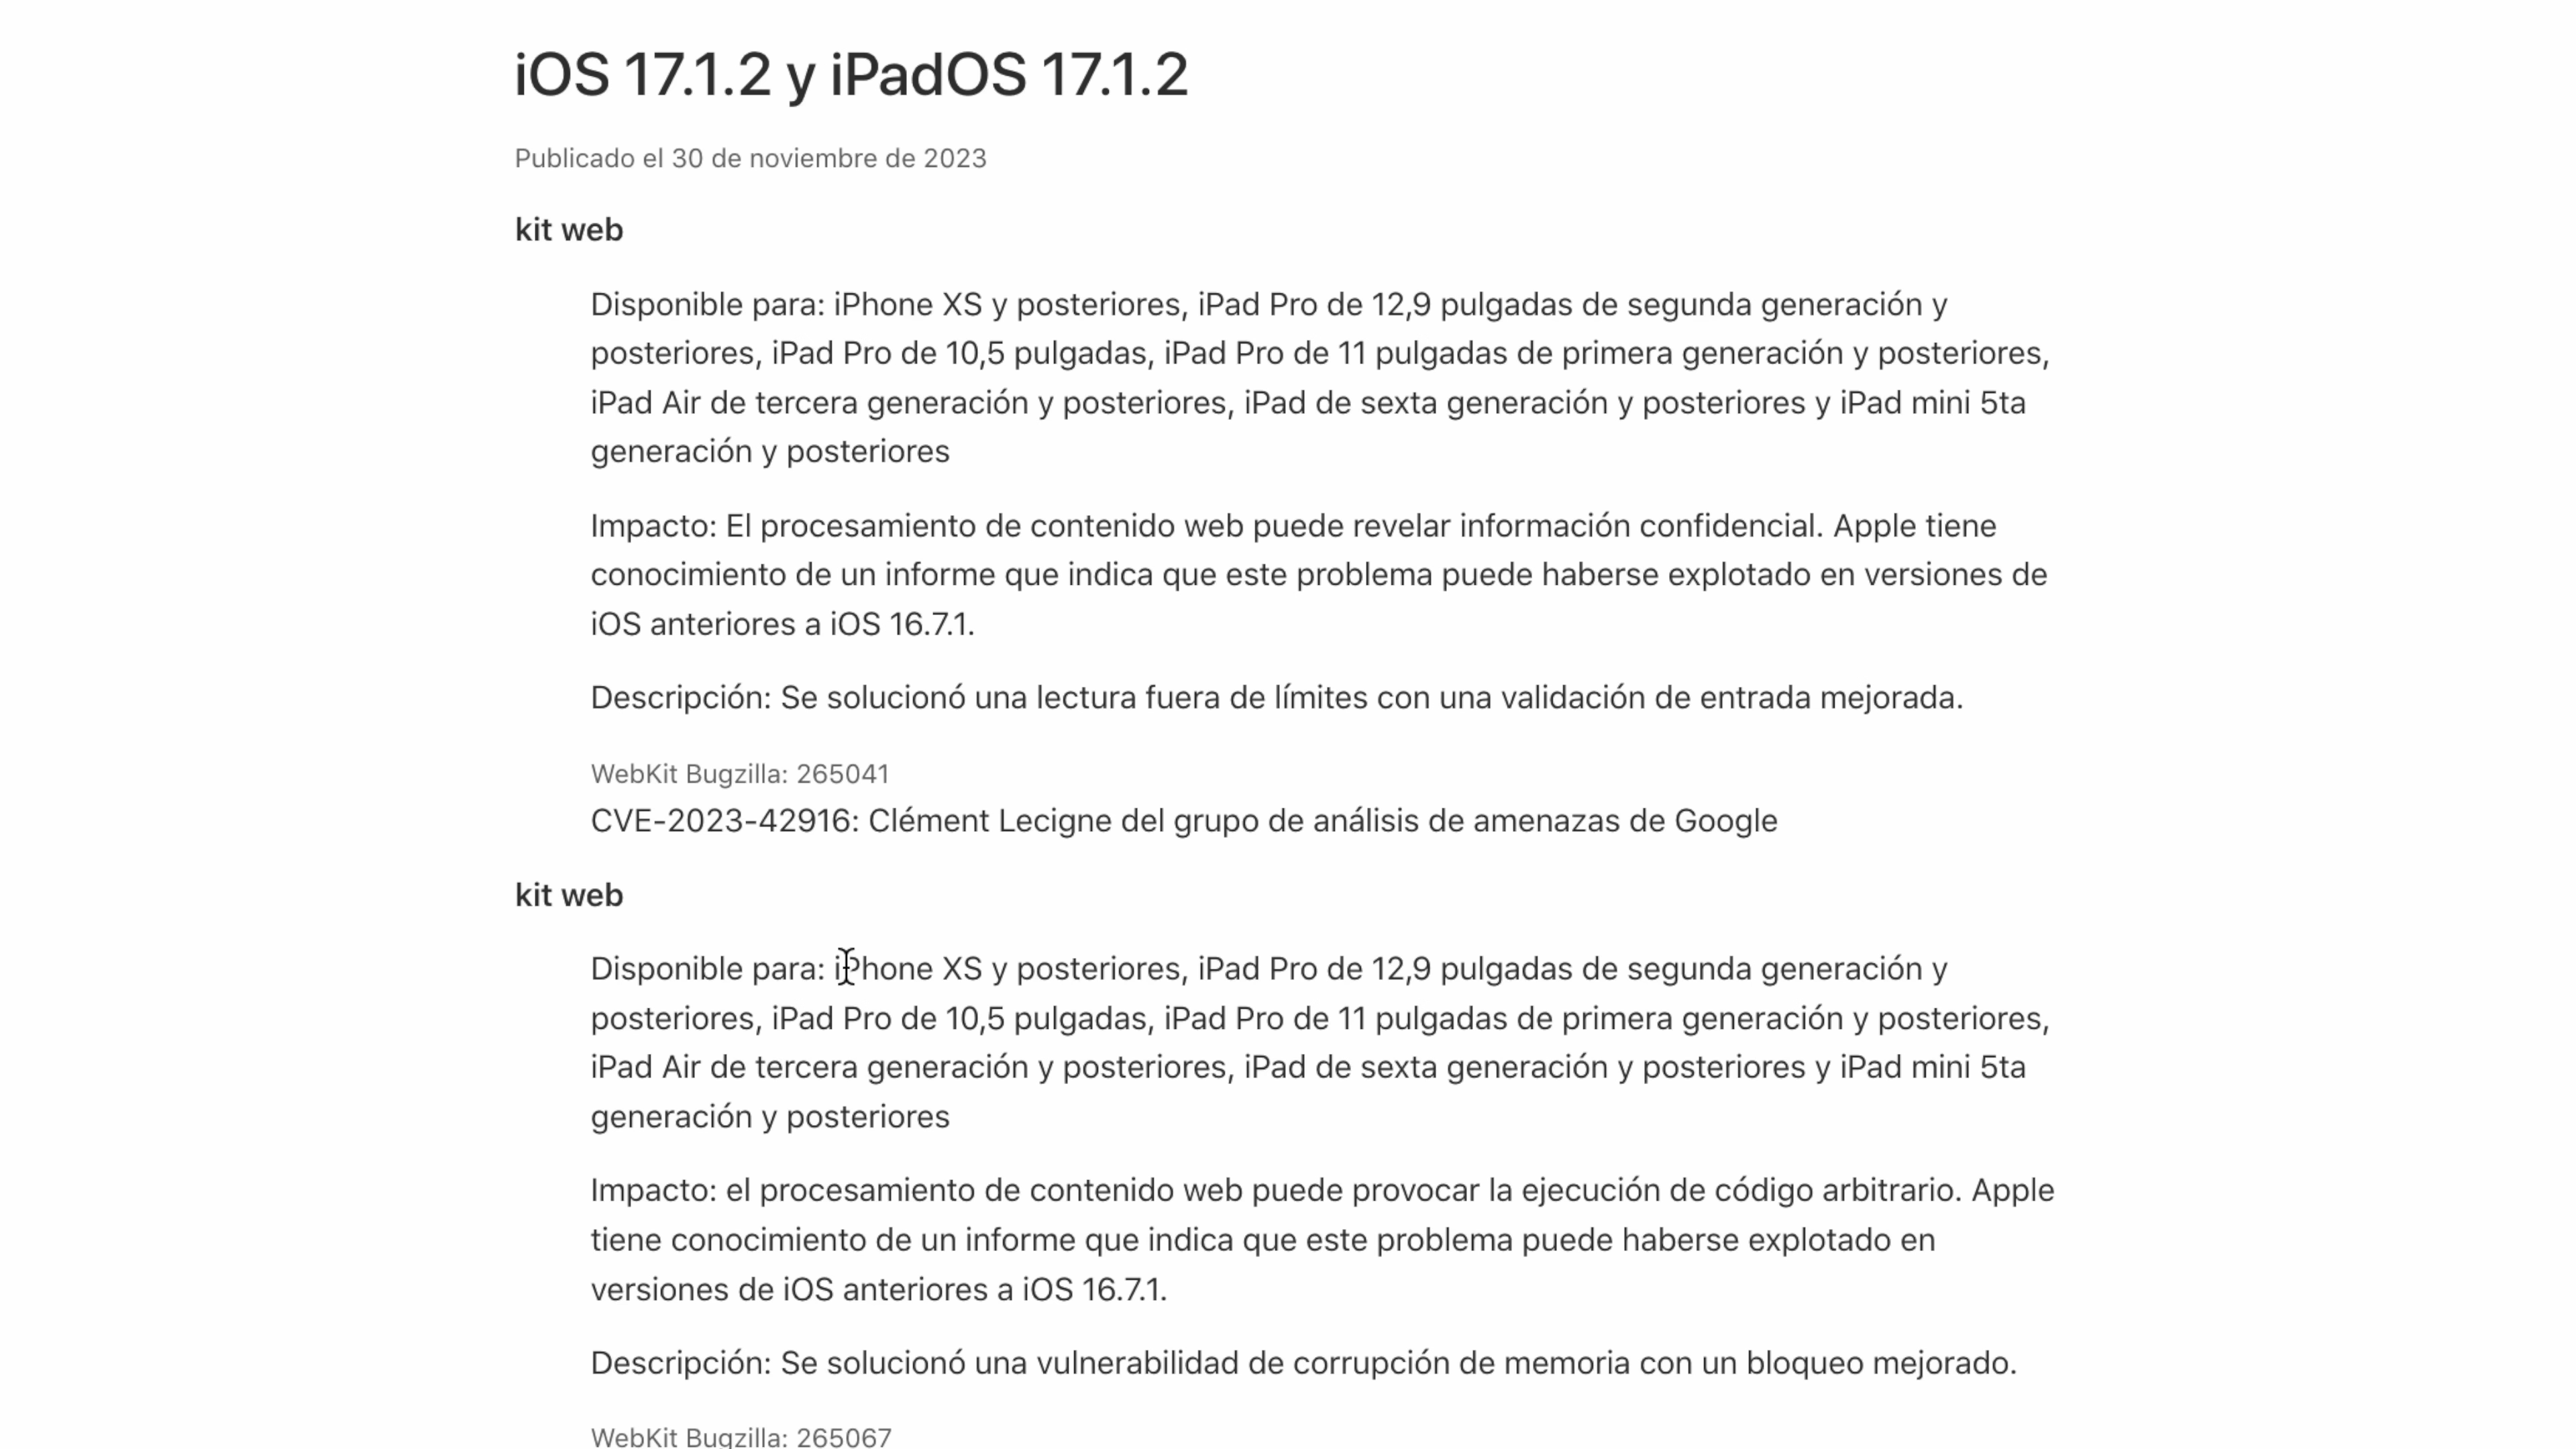 iOS 17.1.2 y iPadOS 17.1.2
Publicado el 30 de noviembre de 2023
kit web
Disponible para: iPhone XS y posteriores, iPad Pro de 12,9 pulgadas de segunda generación y
posteriores, iPad Pro de 10,5 pulgadas, iPad Pro de 11 pulgadas de primera generación y posteriores,
iPad Air de tercera generación y posteriores, iPad de sexta generación y posteriores y iPad mini 5ta
generación y posteriores
Impacto: El procesamiento de contenido web puede revelar información confidencial. Apple tiene
conocimiento de un informe que indica que este problema puede haberse explotado en versiones de
iOS anteriores a iOS 16.7.1.
Descripción: Se solucionó una lectura fuera de límites con una validación de entrada mejorada.
WebKit Bugzilla: 265041
CVE-2023-42916: Clément Lecigne del grupo de análisis de amenazas de Google
kit web
Disponible para: iPhone XS y posteriores, iPad Pro de 12,9 pulgadas de segunda generación y
posteriores, iPad Pro de 10,5 pulgadas, iPad Pro de 11 pulgadas de primera generación y posteriores,
iPad Air de tercera generación y posteriores, iPad de sexta generación y posteriores y iPad mini 5ta
generación y posteriores
Impacto: el procesamiento de contenido web puede provocar la ejecución de código arbitrario. Apple
tiene conocimiento de un informe que indica que este problema puede haberse explotado en
versiones de iOS anteriores a iOS 16.7.1.
Descripción: Se solucionó una vulnerabilidad de corrupción de memoria con un bloqueo mejorado.
WebKit Bugzilla: 265067